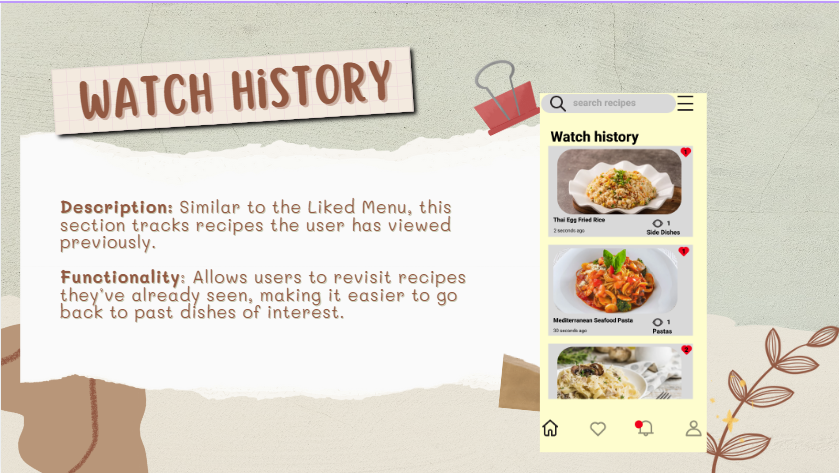 WATCH HiSTORY
Description: Similar to the Liked Menu, this
section tracks recipes the user has viewed
previously.
Functionality: Allows users to revisit recipes
they've already seen, making it easier to go
back to past dishes of interest.
search recipes
Watch history
Thai Egg Fried Rice
1
2 seconds ago
Side Dishes
Mediterranean Seafood Pasta
1
Pastas